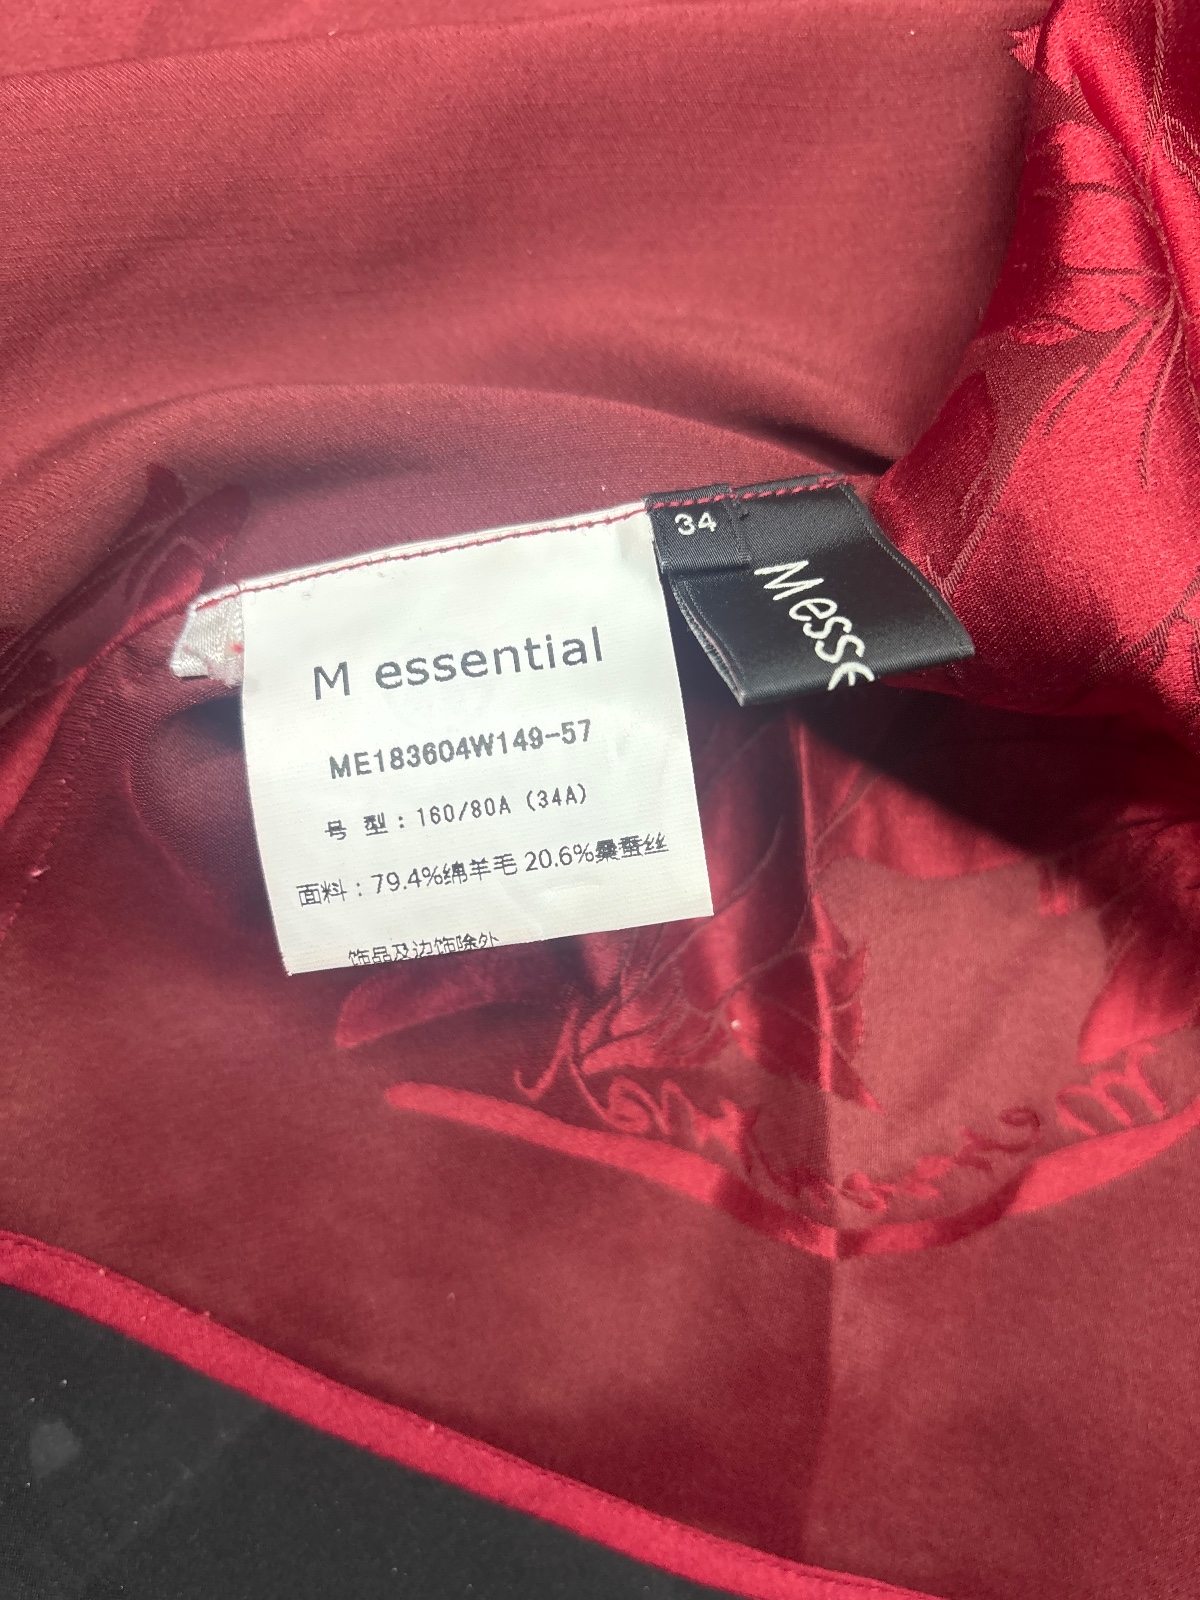 34
Messe
M essential
ME183604W149-57
号 型：160/80A (34A)
面料：79.4%绵羊毛 20.6%桑蚕丝
饰品及边饰除外